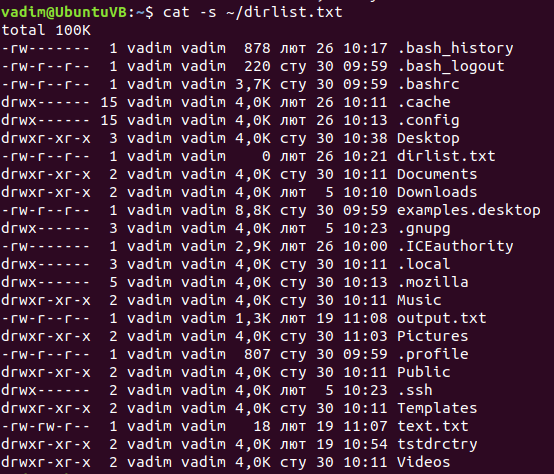 vadim@UbuntuVB:~$ cat -s ~/dirlist.txt
total 100K
-rw-------  1 vadim vadim  878 лют 26 10:17 .bash_history
-rw-r--r--  1 vadim vadim  220 сту 30 09:59 .bash_logout
-rw-r--r--  1 vadim vadim 3,7K сту 30 09:59 .bashrc
drwx------ 15 vadim vadim 4,0K лют 26 10:11 .cache
drwx------ 15 vadim vadim 4,0K лют 26 10:13 .config
drwxr-xr-x  3 vadim vadim 4,0K сту 30 10:38 Desktop
-rw-r--r--  1 vadim vadim    0 лют 26 10:21 dirlist.txt
drwxr-xr-x  2 vadim vadim 4,0K сту 30 10:11 Documents
drwxr-xr-x  2 vadim vadim 4,0K лют  5 10:10 Downloads
-rw-r--r--  1 vadim vadim 8,8K сту 30 09:59 examples.desktop
drwx------  3 vadim vadim 4,0K лют  5 10:23 .gnupg
-rw-------  1 vadim vadim 2,9K лют 26 10:00 .ICEauthority
drwx------  3 vadim vadim 4,0K сту 30 10:11 .local
drwx------  5 vadim vadim 4,0K сту 30 10:13 .mozilla
drwxr-xr-x  2 vadim vadim 4,0K сту 30 10:11 Music
-rw-r--r--  1 vadim vadim 1,3K лют 19 11:08 output.txt
drwxr-xr-x  2 vadim vadim 4,0K сту 30 11:03 Pictures
-rw-r--r--  1 vadim vadim  807 сту 30 09:59 .profile
drwxr-xr-x  2 vadim vadim 4,0K сту 30 10:11 Public
drwx------  2 vadim vadim 4,0K лют  5 10:23 .ssh
drwxr-xr-x  2 vadim vadim 4,0K сту 30 10:11 Templates
-rw-rw-r--  1 vadim vadim   18 лют 19 11:07 text.txt
drwxr-xr-x  2 vadim vadim 4,0K лют 19 10:54 tstdrctry
drwxr-xr-x  2 vadim vadim 4,0K сту 30 10:11 Videos